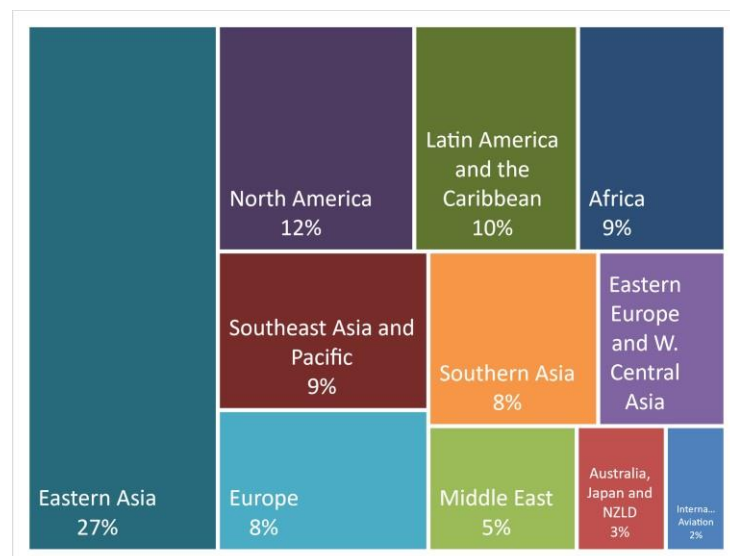 Eastern Asia
27%
North America
12%
Latin America
and the
Caribbean
10%
Africa
9%
Southeast Asia and
Pacific
9%
Southern Asia
8%
Eastern
Europe
and W.
Central
Asia
Europe
8%
Middle East
5%
Australia,
Japan and
NZLD
3%
Interna...
Aviation
2%